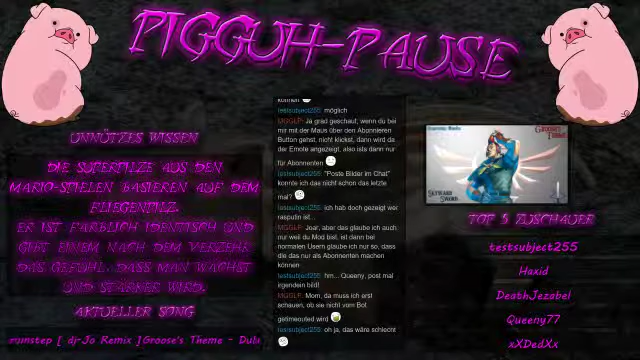 PIGGUH-PAUSE
UNNÜTZES WISSEN
DIE SUPERPILZE AUS DEN
MARIO-SPIELEN BASIEREN AUF DEM
FLIEGENPILZ.
ER IST FARBLICH IDENTISCH UND
GIBT EINEM NACH DEM VERZEHR
DAS GEFÜHL, DASS MAN WÄCHST
UND STÄRKER WIRD.
AKTUELLER SONG
rumstep [ dj-Jo Remix ]Groose's Theme - Dub
können
testsubject255: möglich
MGGLP: Ja grad geschaut, wenn du bei
mir mit der Maus über den Abonnieren
Button gehst, nicht klickst, dann wird da
der Emote angezeigt, also ists dann nur
für Abonnenten
testsubject255: "Poste Bilder im Chat"
konnte ich das nicht schon das letzte
mal?
testsubject255: ich hab doch gezeigt wer
rasputin ist...
MGGLP: Joar, aber das glaube ich auch
nur weil du Mod bist, ist dann bei
normalen Usern glaube ich nur so, dass
die das nur als Abonnenten machen
können
testsubject255: hm... Queeny, post mal
irgendein bild!
MGGLP: Mom, da muss ich erst
schauen, ob sie nicht vom Bot
getimeouted wird
testsubject255: oh ja, das wäre schlecht
GROOSE'S
THEME
SKYWARD
SWORD
TOP 5 ZUSCHAUER
testsubject255
Haxid
DeathJezabel
Queeny77
xXDedXx